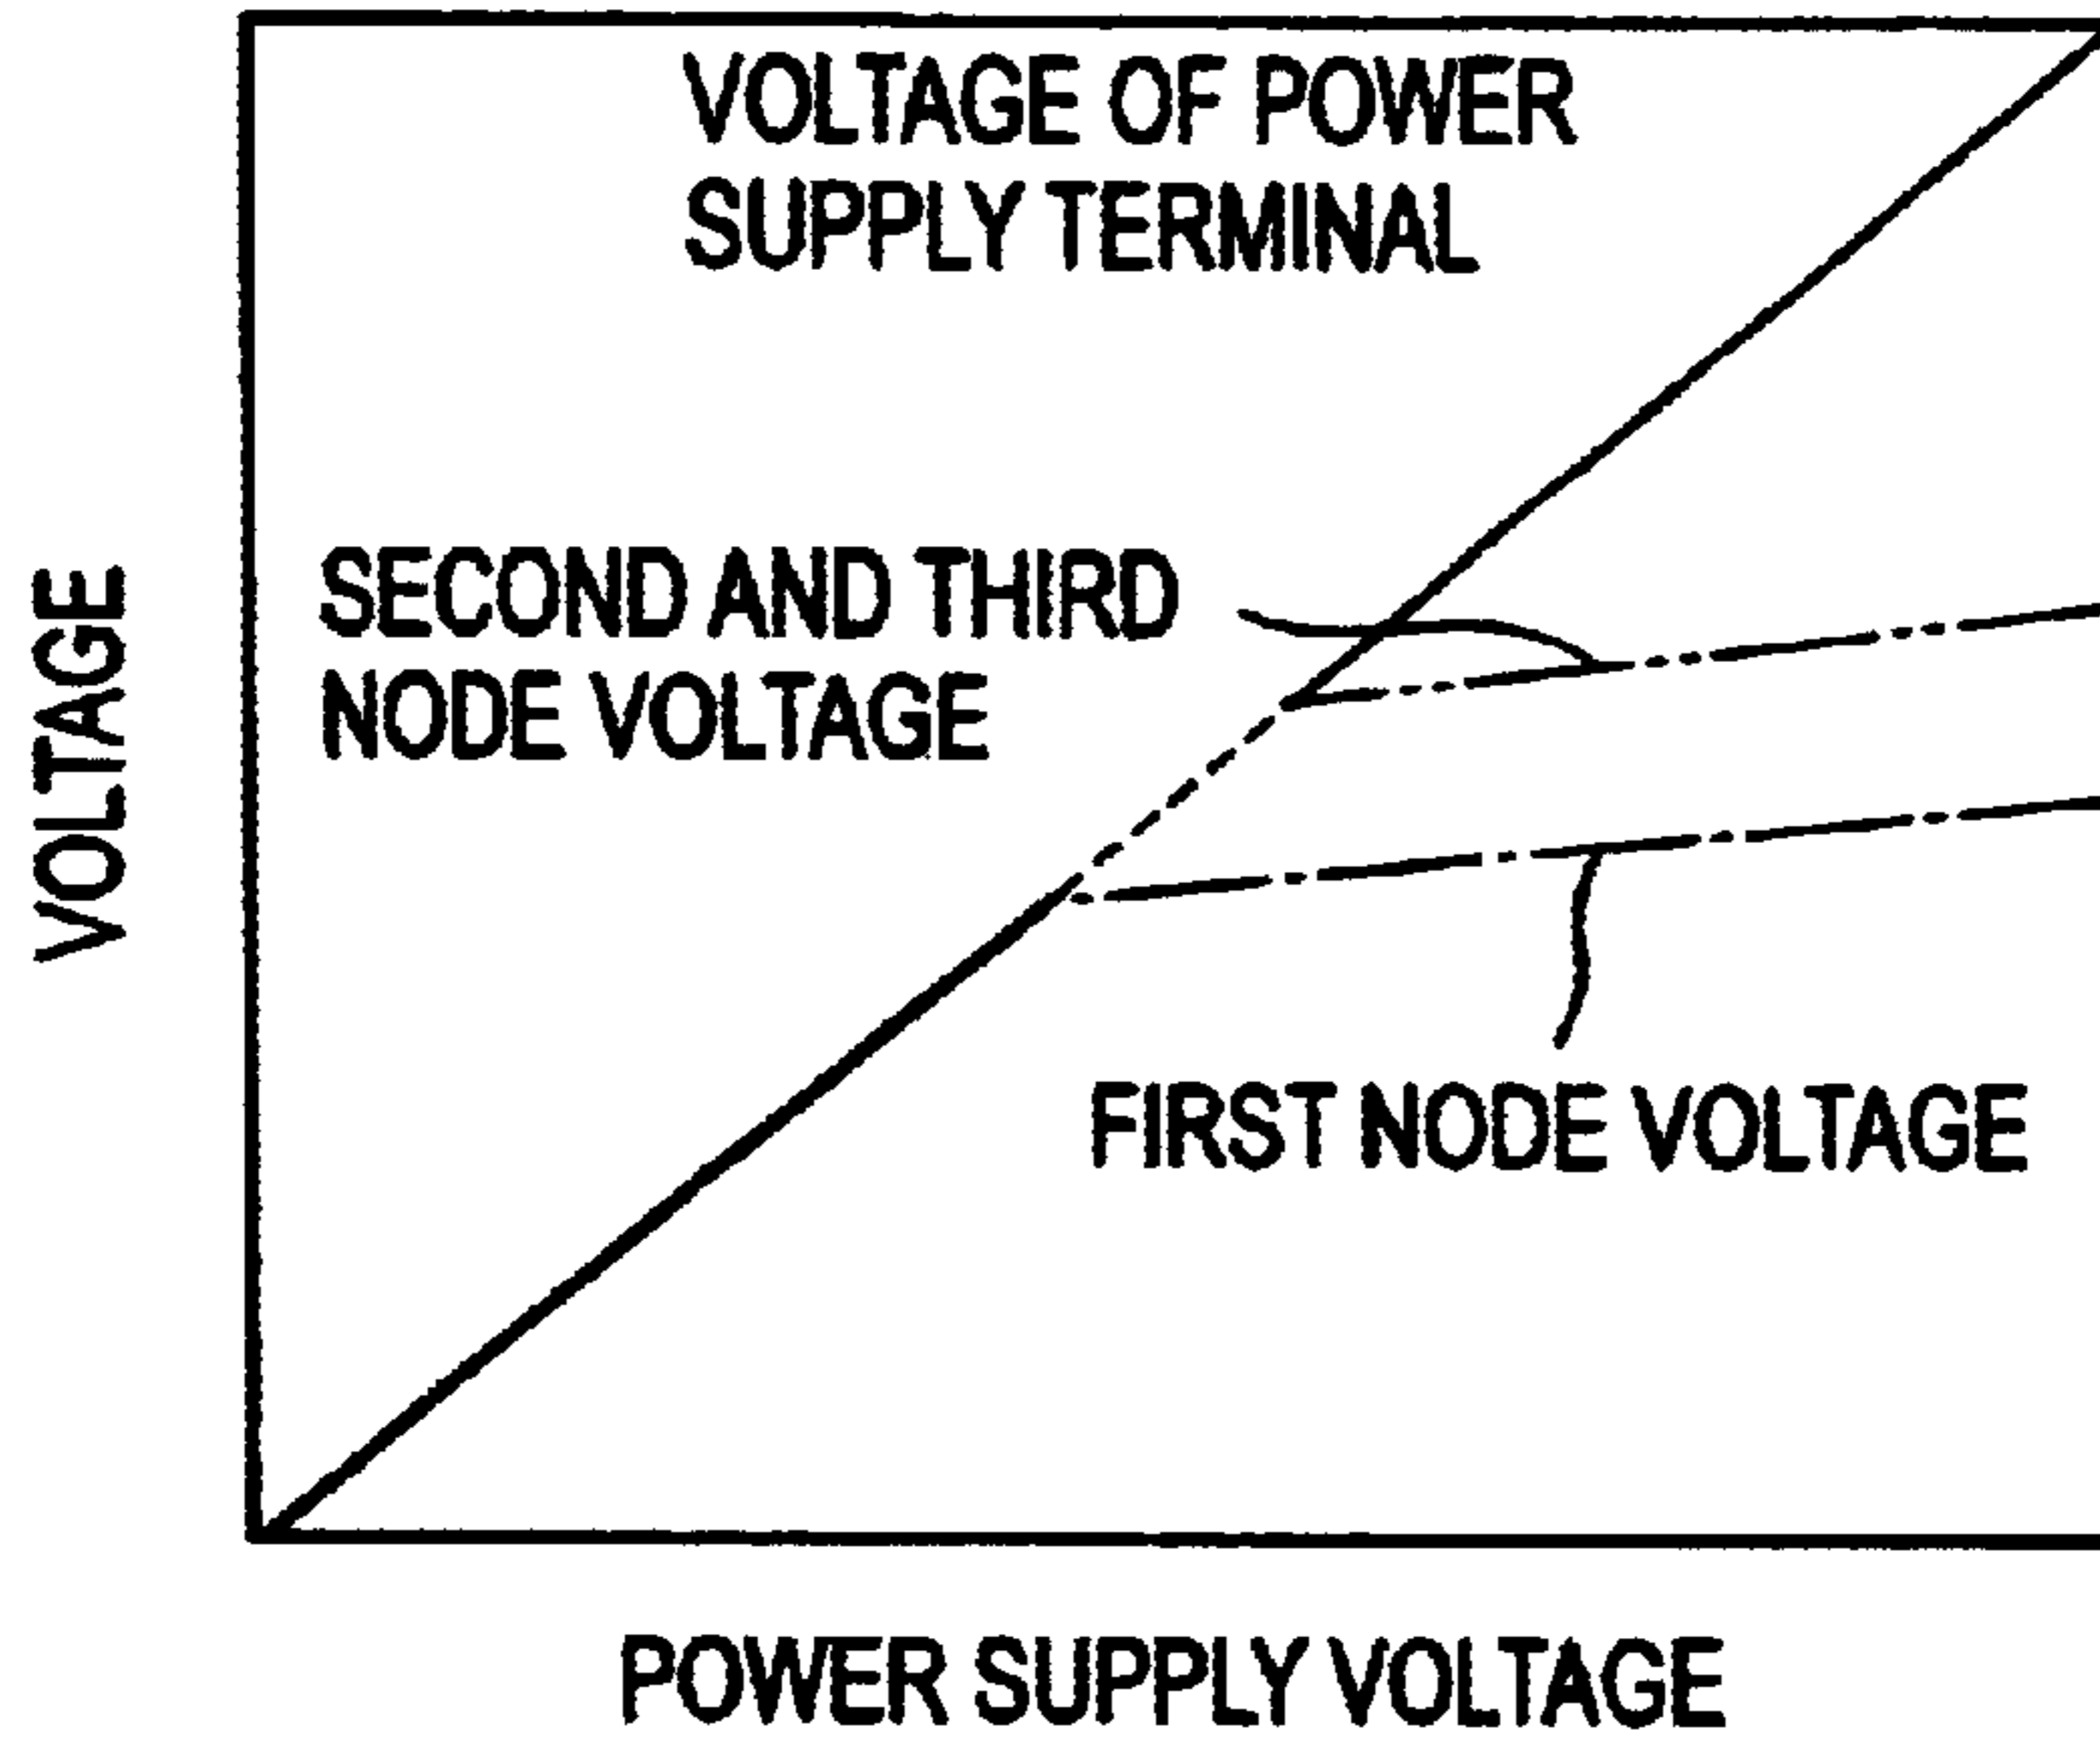 VOLTAGE OF POWER
SUPPLY TERMINAL
SECOND AND THIRD
NODE VOLTAGE
VOLTAGE
FIRST NODE VOLTAGE
POWER SUPPLY VOLTAGE